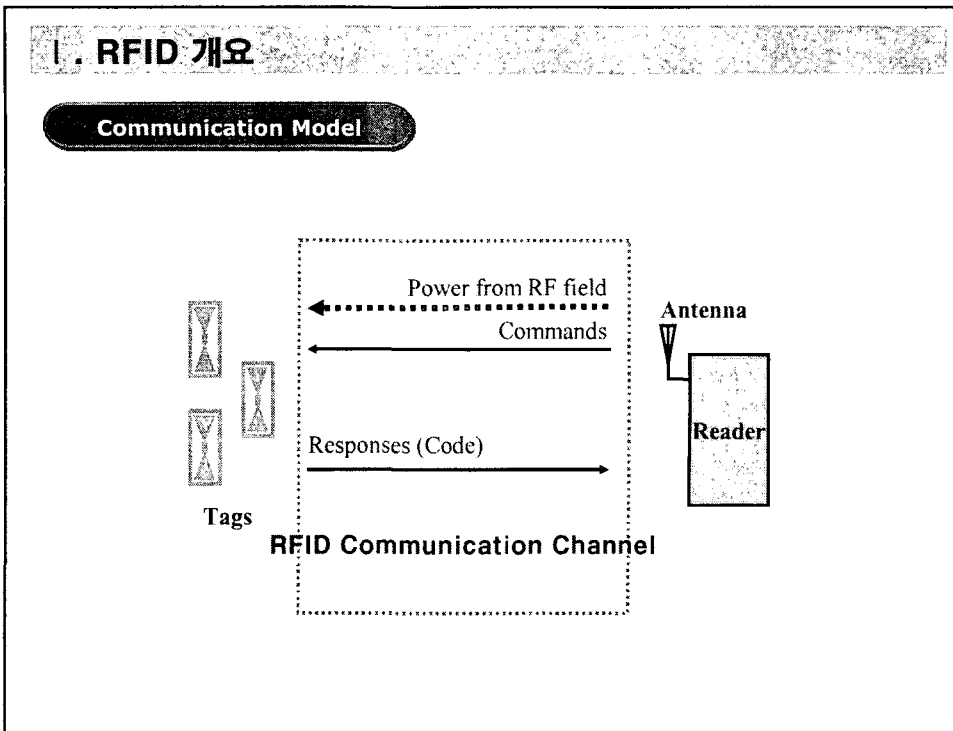 Ⅰ. RFID 개요
Communication Model
Power from RF field
Commands
Antenna
Reader
Responses (Code)
Tags
RFID Communication Channel